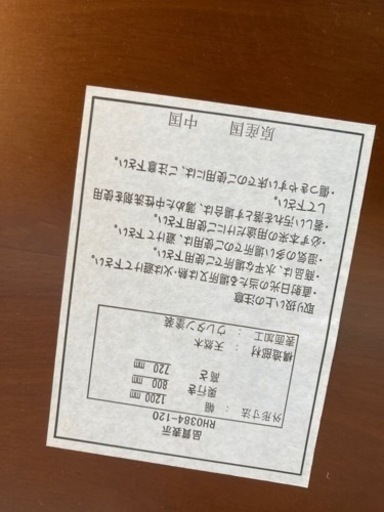 品質表示
RH0384-120
外形寸法 : 幅 1200 mm
奥行き 800 mm
高さ 720 mm
構造部材 : 天然木
表面加工 : ウレタン塗装
取り扱い上の注意
・直射日光の当たる場所又は熱・火は避けて下さい。
・商品は、水平な場所でご使用下さい。
・湿気の多い場所でのご使用は、避けて下さい。
・必ず本来の用途だけにご使用下さい。
・著しい汚れを落とす場合は、薄めた中性洗剤を使用
して下さい。
・傷つきやすい床でのご使用には、ご注意下さい。
原産国 中国